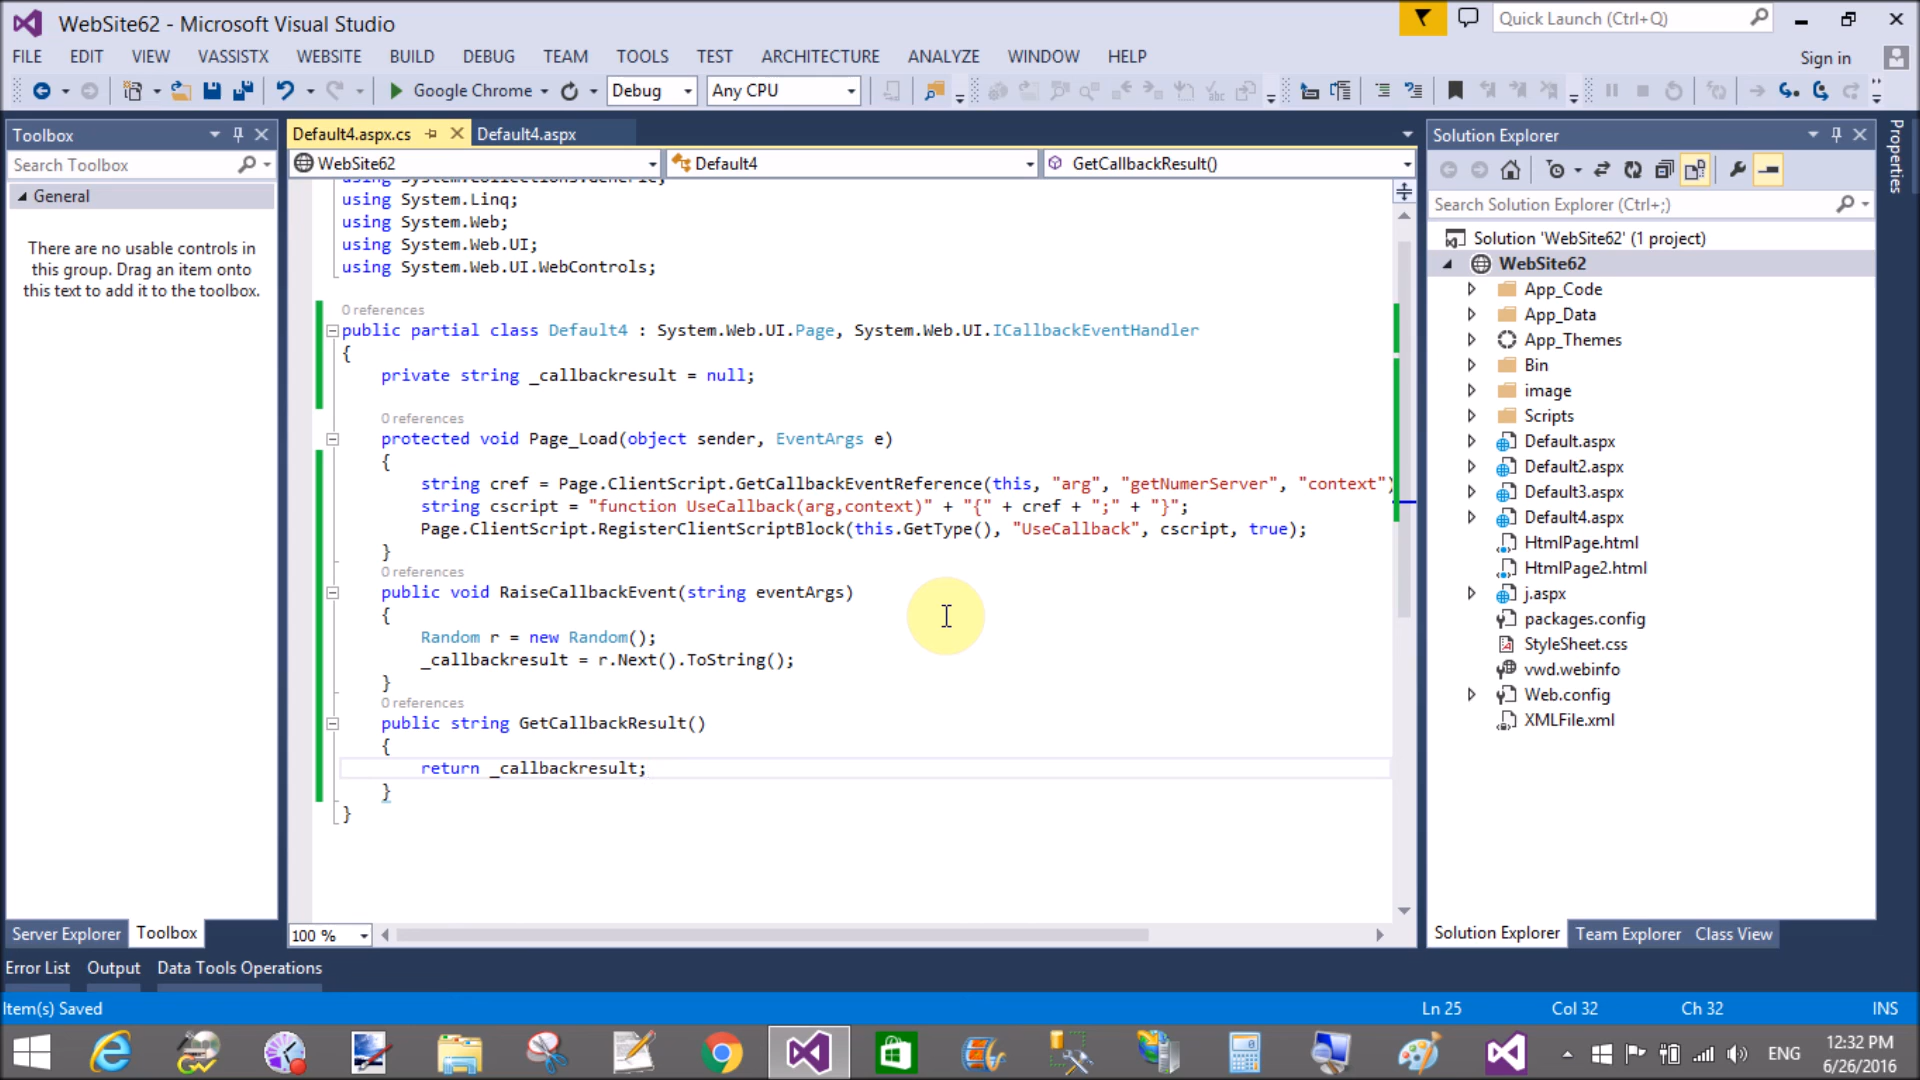 WebSite62 - Microsoft Visual Studio
Quick Launch (Ctrl+Q)
FILE EDIT VIEW VASSISTX WEBSITE BUILD DEBUG TEAM TOOLS TEST ARCHITECTURE ANALYZE WINDOW HELP
Sign in
Google Chrome Debug Any CPU
Toolbox
Search Toolbox
General
There are no usable controls in
this group. Drag an item onto
this text to add it to the toolbox.
Server Explorer Toolbox
Default4.aspx.cs Default4.aspx
WebSite62 Default4 GetCallbackResult()
using System.Collections.Generic;
using System.Linq;
using System.Web;
using System.Web.UI;
using System.Web.UI.WebControls;
0 references
public partial class Default4 : System.Web.UI.Page, System.Web.UI.ICallbackEventHandler
{
private string _callbackresult = null;
0 references
protected void Page_Load(object sender, EventArgs e)
{
string cref = Page.ClientScript.GetCallbackEventReference(this, "arg", "getNumerServer", "context")
string cscript = "function UseCallback(arg,context)" + "{" + cref + ";" + "}";
Page.ClientScript.RegisterClientScriptBlock(this.GetType(), "UseCallback", cscript, true);
}
0 references
public void RaiseCallbackEvent(string eventArgs)
{
Random r = new Random();
_callbackresult = r.Next().ToString();
}
0 references
public string GetCallbackResult()
{
return _callbackresult;
}
}
100 %
Solution Explorer
Search Solution Explorer (Ctrl+;)
Solution 'WebSite62' (1 project)
WebSite62
App_Code
App_Data
App_Themes
Bin
image
Scripts
Default.aspx
Default2.aspx
Default3.aspx
Default4.aspx
HtmlPage.html
HtmlPage2.html
j.aspx
packages.config
StyleSheet.css
vwd.webinfo
Web.config
XMLFile.xml
Solution Explorer Team Explorer Class View
Properties
Error List Output Data Tools Operations
Item(s) Saved
Ln 25 Col 32 Ch 32 INS
ENG
12:32 PM
6/26/2016